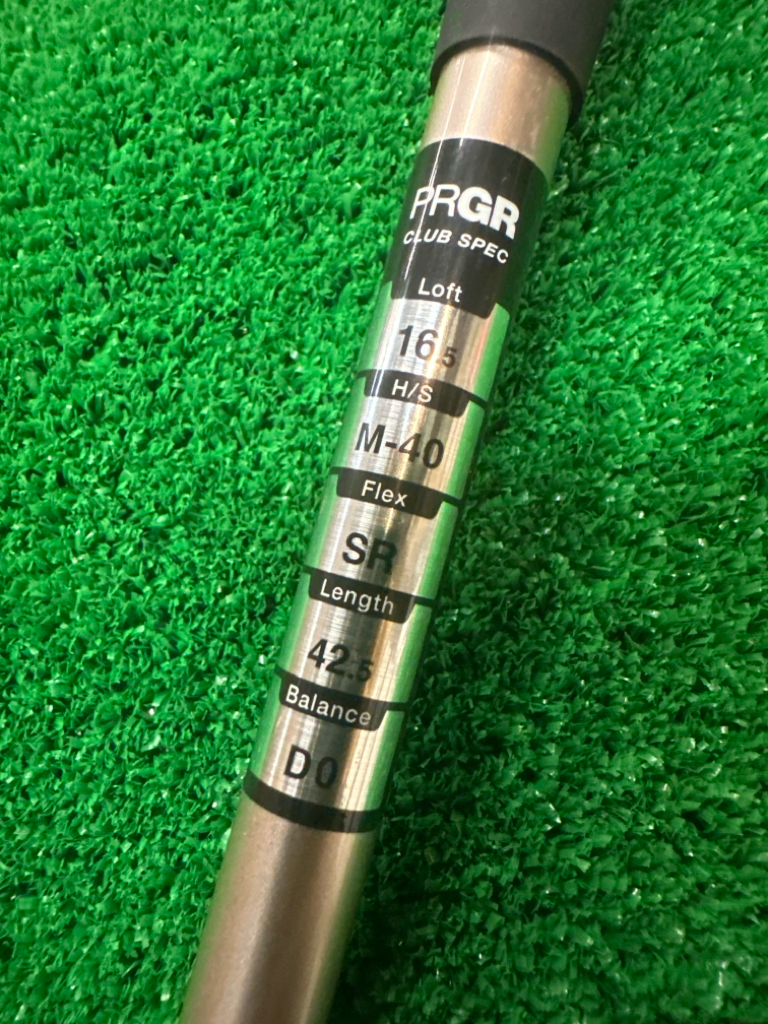 PRGR
CLUB SPEC
Loft
16.5
H/S
M-40
Flex
SR
Length
42.5
Balance
D0